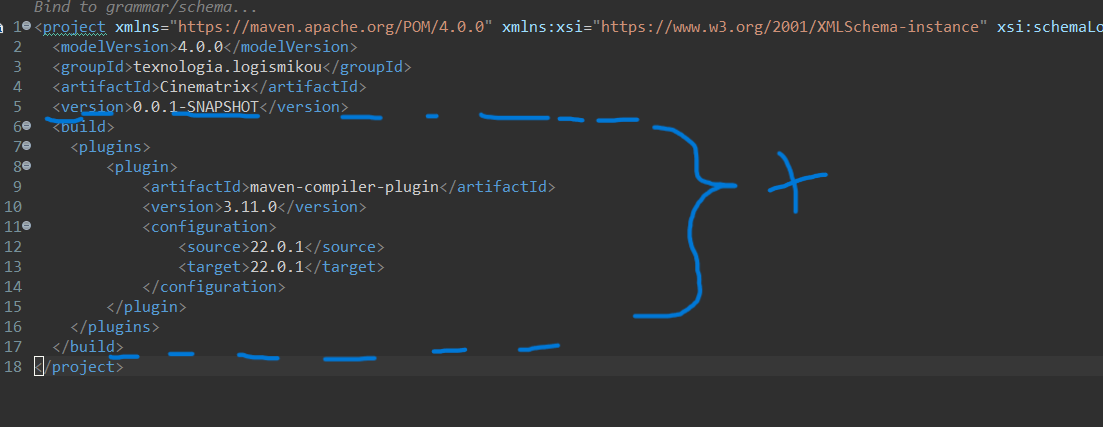 Bind to grammar/schema...
1 <project xmlns="https://maven.apache.org/POM/4.0.0" xmlns:xsi="https://www.w3.org/2001/XMLSchema-instance" xsi:schemaLo
2 <modelVersion>4.0.0</modelVersion>
3 <groupId>texnologia.logismikou</groupId>
4 <artifactId>Cinematrix</artifactId>
5 <version>0.0.1-SNAPSHOT</version>
6 <build>
7 <plugins>
8 <plugin>
9 <artifactId>maven-compiler-plugin</artifactId>
10 <version>3.11.0</version>
11 <configuration>
12 <source>22.0.1</source>
13 <target>22.0.1</target>
14 </configuration>
15 </plugin>
16 </plugins>
17 </build>
18 </project>